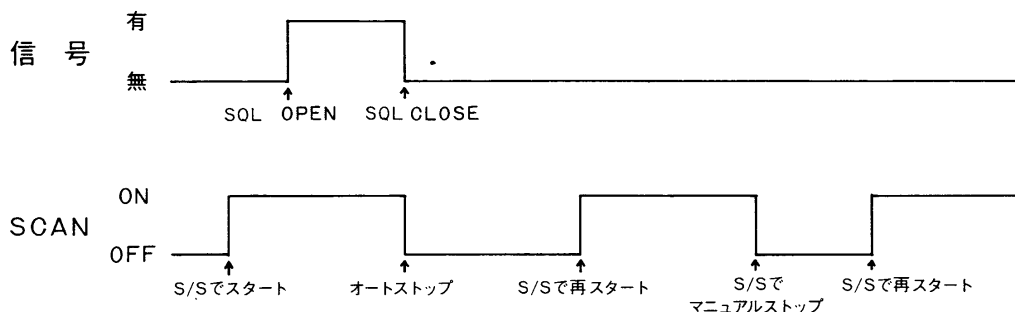 有
信 号
無
SQL OPEN SQL CLOSE
ON
SCAN
OFF
S/Sでスタート オートストップ S/Sで再スタート S/Sで S/Sで再スタート
マニュアルストップ